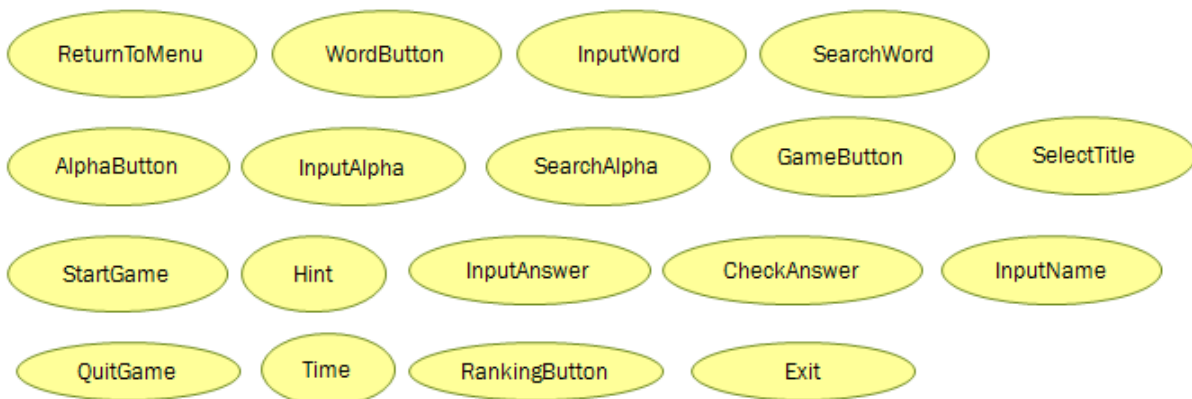 ReturnToMenu WordButton InputWord SearchWord
AlphaButton InputAlpha SearchAlpha GameButton SelectTitle
StartGame Hint InputAnswer CheckAnswer InputName
QuitGame Time RankingButton Exit